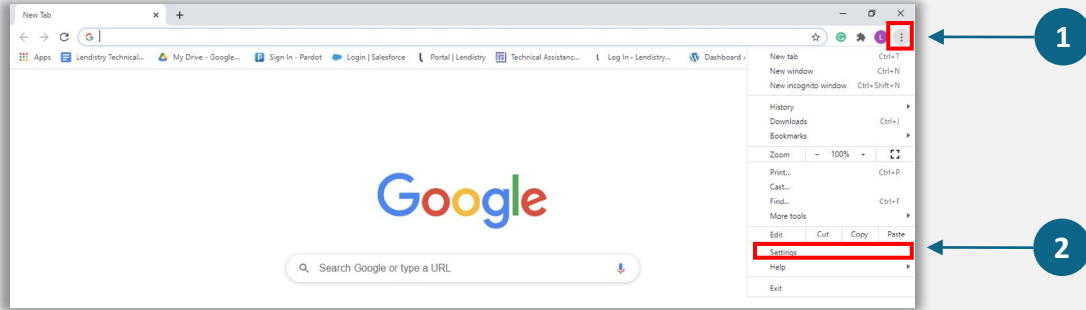 New Tab
G
Apps Lendistry Technical... My Drive - Google... Sign In - Pardot Login | Salesforce Portal | Lendistry Technical Assistanc... Log In ‹ Lendistry... Dashboard ‹
L
1
New tab Ctrl+T
New window Ctrl+N
New incognito window Ctrl+Shift+N
History
Downloads Ctrl+J
Bookmarks
Zoom - 100% +
Print... Ctrl+P
Cast...
Find... Ctrl+F
More tools
Edit Cut Copy Paste
Settings
Help
Exit
2
Google
Search Google or type a URL